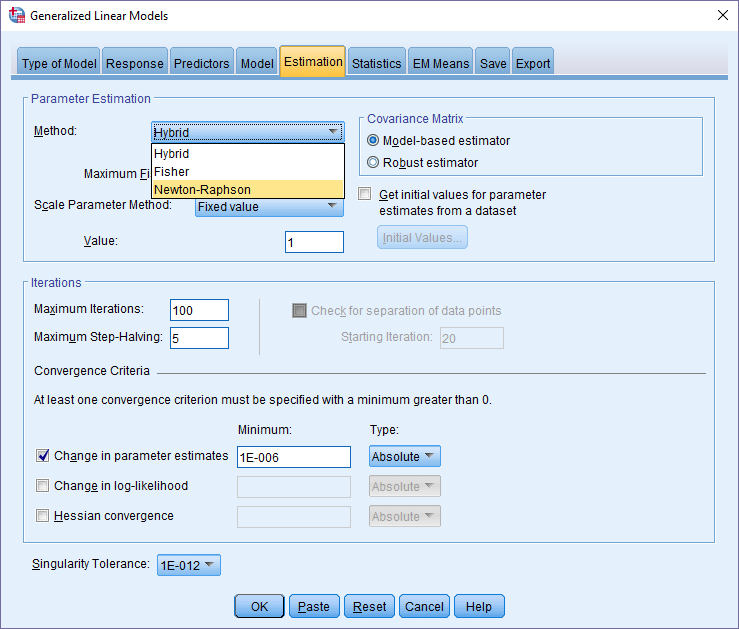 Generalized Linear Models
Type of Model Response Predictors Model Estimation Statistics EM Means Save Export
Parameter Estimation
Method: Hybrid
Hybrid
Fisher
Newton-Raphson
Maximum Fi
Scale Parameter Method: Fixed value
Value: 1
Covariance Matrix
Model-based estimator
Robust estimator
Get initial values for parameter
estimates from a dataset
Initial Values...
Iterations
Maximum Iterations: 100
Maximum Step-Halving: 5
Check for separation of data points
Starting Iteration: 20
Convergence Criteria
At least one convergence criterion must be specified with a minimum greater than 0.
Minimum: Type:
Change in parameter estimates 1E-006 Absolute
Change in log-likelihood Absolute
Hessian convergence Absolute
Singularity Tolerance: 1E-012
OK Paste Reset Cancel Help